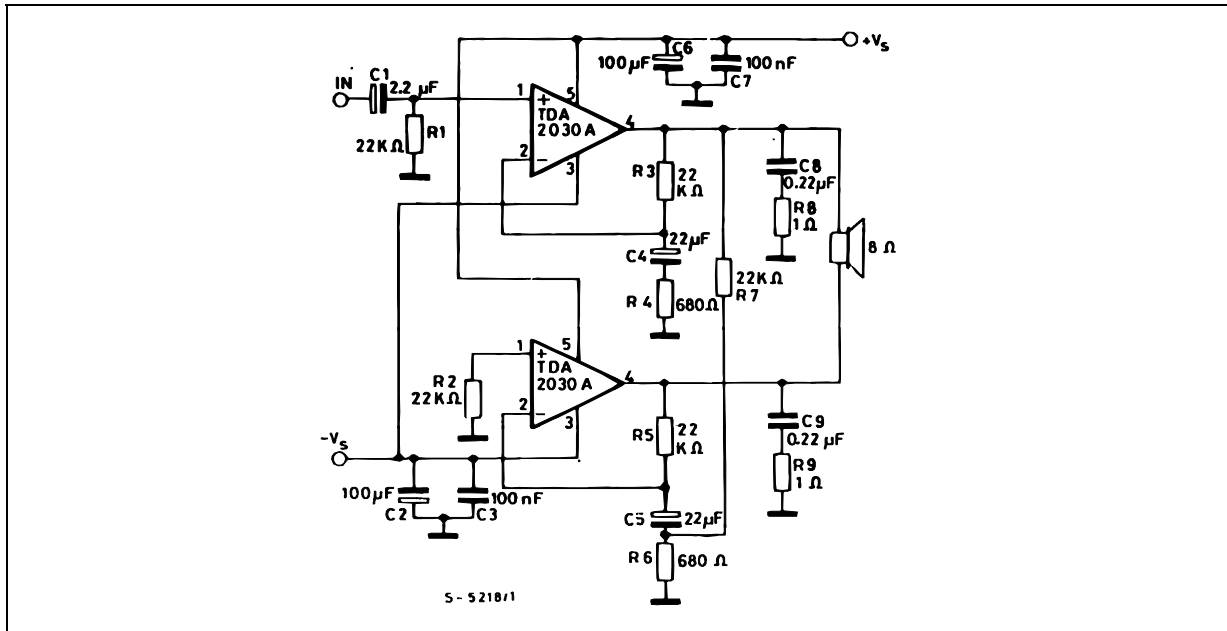 C6
+Vs
100µF
100nF
C7
IN
C1
2.2µF
1
+
5
TDA
2030A
4
2
−
3
R1
22KΩ
R3
22
KΩ
C8
0.22µF
R8
1Ω
8Ω
22µF
C4
22KΩ
R7
R4
680Ω
1
+
5
TDA
2030A
4
2
−
3
R2
22KΩ
R5
22
KΩ
C9
0.22µF
R9
1Ω
−Vs
100µF
C2
100nF
C3
C5
22µF
R6
680Ω
S-5218/1